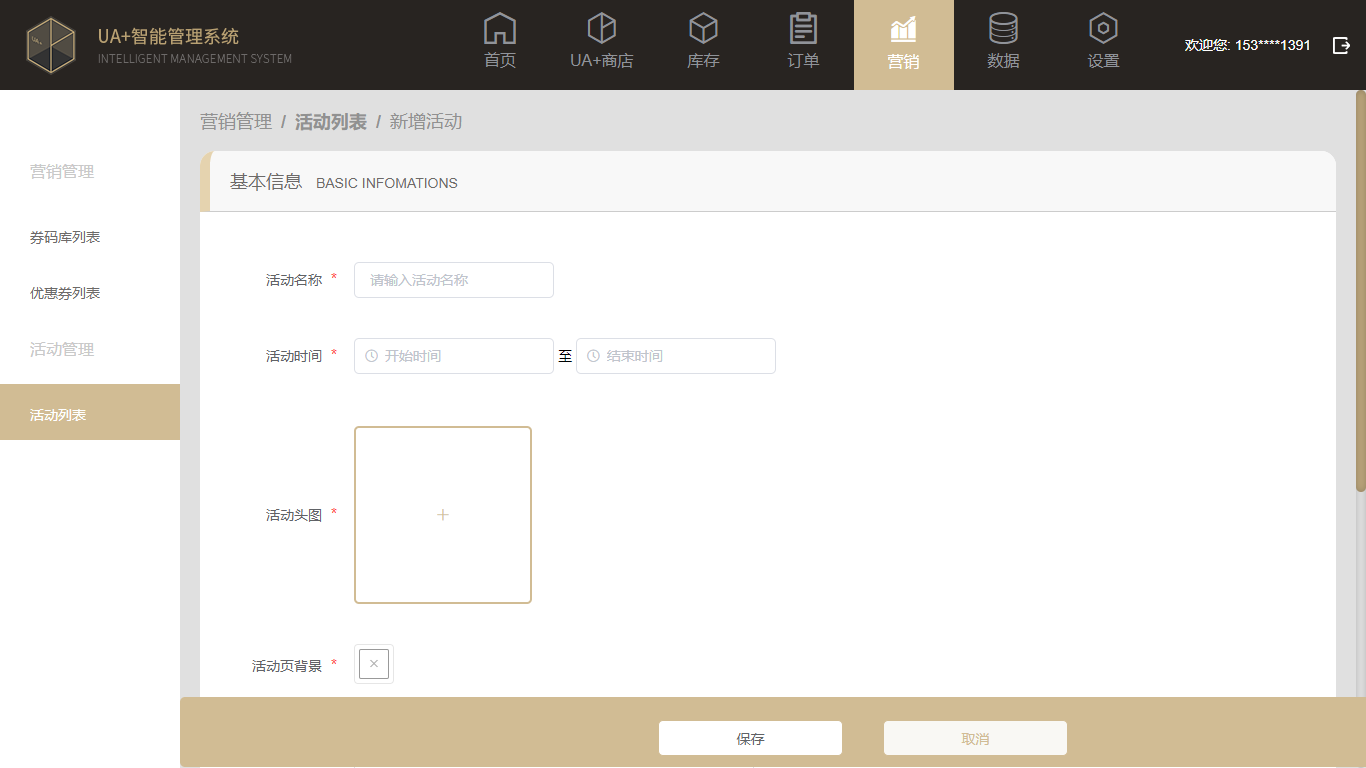 UA+
UA+智能管理系统
INTELLIGENT MANAGEMENT SYSTEM
首页
UA+商店
库存
订单
营销
数据
设置
欢迎您: 153****1391
营销管理
券码库列表
优惠券列表
活动管理
活动列表
营销管理 / 活动列表 / 新增活动
基本信息 BASIC INFOMATIONS
活动名称 * 请输入活动名称
活动时间 * 开始时间 至 结束时间
活动头图 * +
活动页背景 *
保存 取消